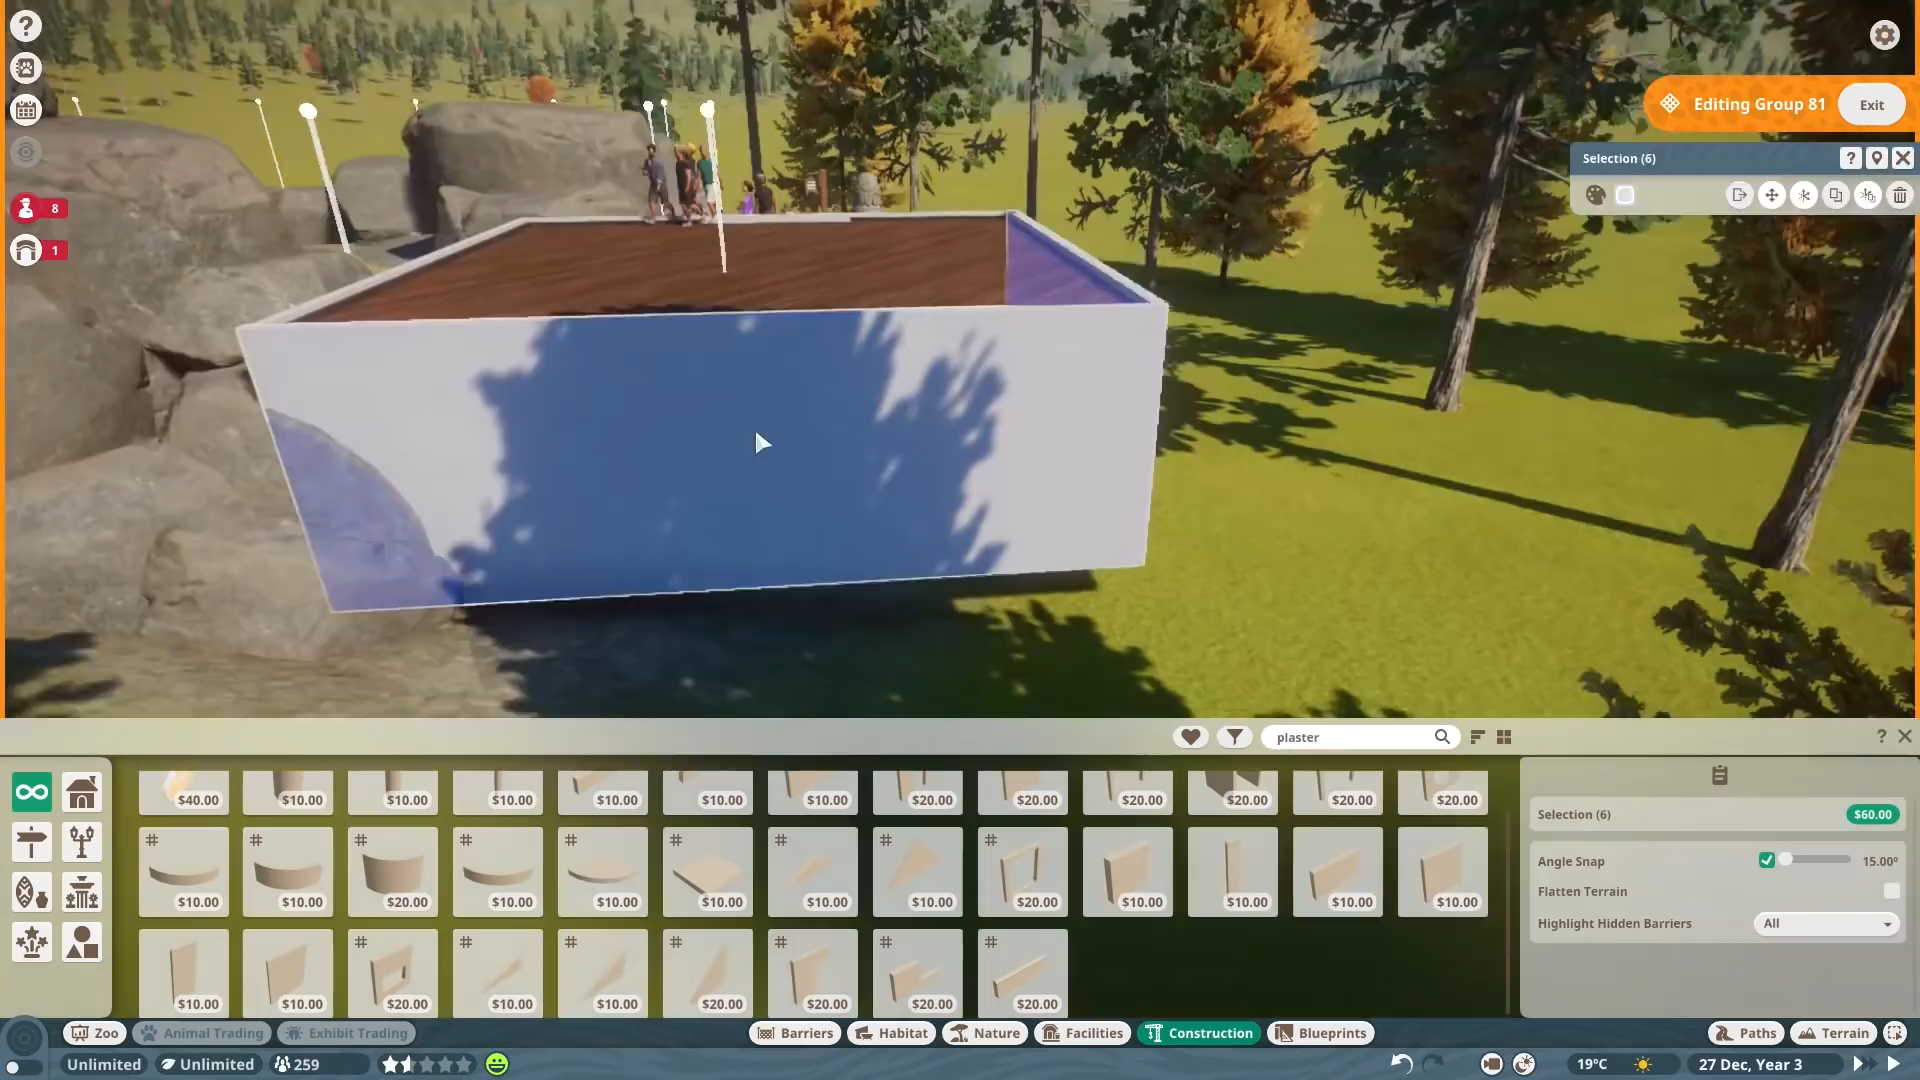 Editing Group 81 Exit
Selection (6)
8
1
plaster
$40.00 $10.00 $10.00 $10.00 $10.00 $10.00 $10.00 $20.00 $20.00 $20.00 $20.00 $20.00 $20.00
$10.00 $10.00 $20.00 $10.00 $10.00 $10.00 $10.00 $10.00 $20.00 $10.00 $10.00 $10.00 $10.00
$10.00 $10.00 $20.00 $10.00 $10.00 $20.00 $20.00 $20.00 $20.00
Selection (6) $60.00
Angle Snap 15.00°
Flatten Terrain
Highlight Hidden Barriers All
Zoo Animal Trading Exhibit Trading Barriers Habitat Nature Facilities Construction Blueprints Paths Terrain
Unlimited Unlimited 259 19°C 27 Dec, Year 3